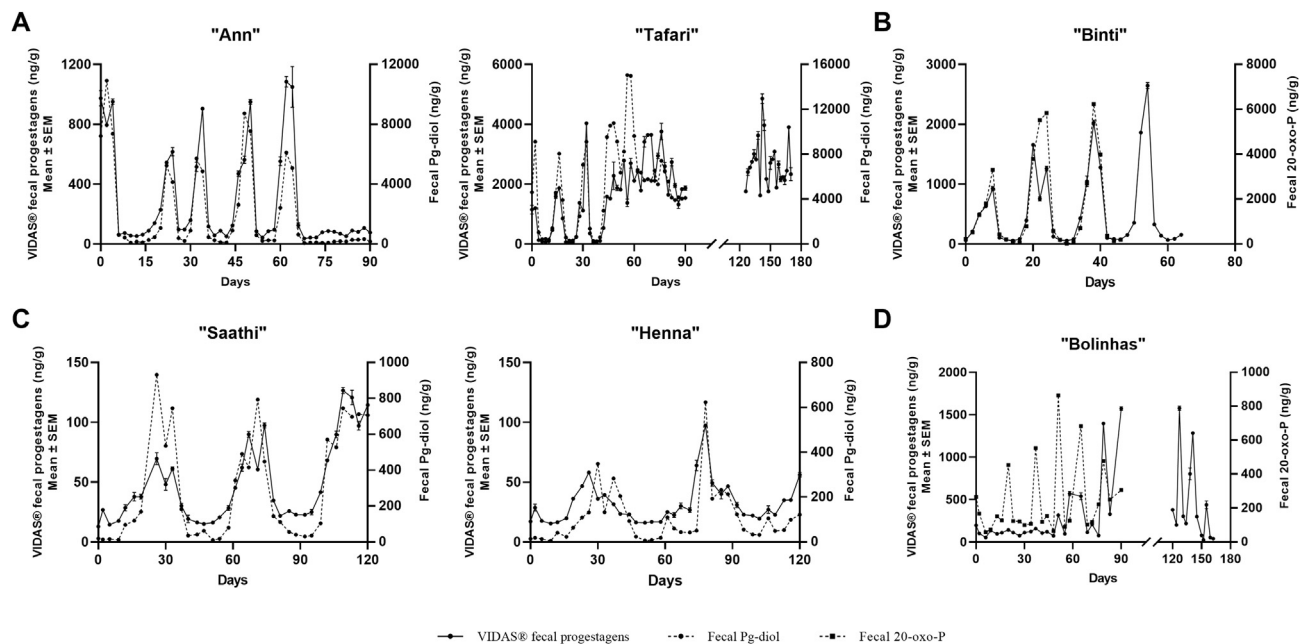 A
"Ann"
VIDAS® fecal progestagens (ng/g)
Mean ± SEM
1200
900
600
300
0
12000
8000
4000
0
Fecal Pg-diol (ng/g)
0 15 30 45 60 75 90
Days
"Tafari"
VIDAS® fecal progestagens (ng/g)
Mean ± SEM
6000
4000
2000
0
16000
12000
8000
4000
0
Fecal Pg-diol (ng/g)
0 30 60 90 120 150 180
Days
B
"Binti"
VIDAS® fecal progestagens (ng/g)
Mean ± SEM
3000
2000
1000
0
8000
6000
4000
2000
0
Fecal 20-oxo-P (ng/g)
0 20 40 60 80
Days
C
"Saathi"
VIDAS® fecal progestagens (ng/g)
Mean ± SEM
150
100
50
0
1000
800
600
400
200
0
Fecal Pg-diol (ng/g)
0 30 60 90 120
Days
"Henna"
VIDAS® fecal progestagens (ng/g)
Mean ± SEM
150
100
50
0
800
600
400
200
0
Fecal Pg-diol (ng/g)
0 30 60 90 120
Days
D
"Bolinhas"
VIDAS® fecal progestagens (ng/g)
Mean ± SEM
2000
1500
1000
500
0
1000
800
600
400
200
0
Fecal 20-oxo-P (ng/g)
0 30 60 90 120 150 180
Days
VIDAS® fecal progestagens Fecal Pg-diol Fecal 20-oxo-P